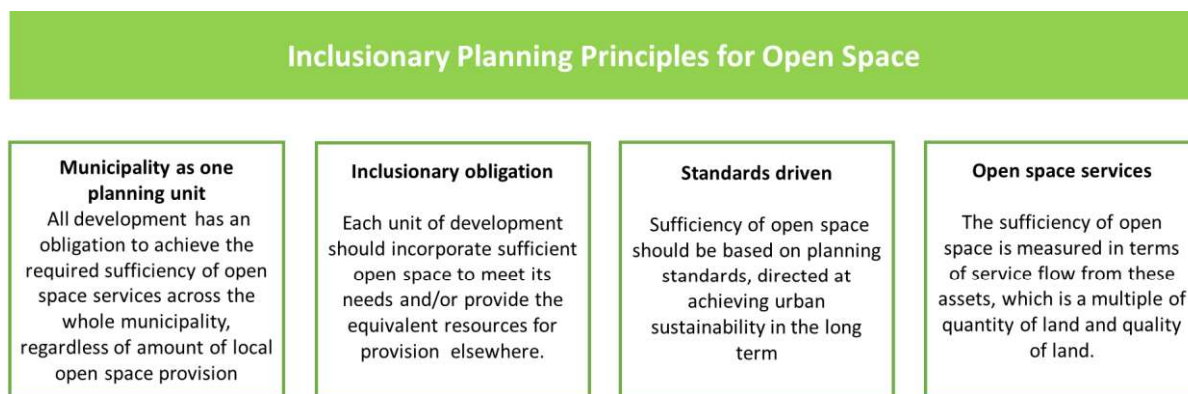 Inclusionary Planning Principles for Open Space
Municipality as one
planning unit
All development has an
obligation to achieve the
required sufficiency of open
space services across the
whole municipality,
regardless of amount of local
open space provision
Inclusionary obligation
Each unit of development
should incorporate sufficient
open space to meet its
needs and/or provide the
equivalent resources for
provision elsewhere.
Standards driven
Sufficiency of open space
should be based on planning
standards, directed at
achieving urban
sustainability in the long
term
Open space services
The sufficiency of open
space is measured in terms
of service flow from these
assets, which is a multiple of
quantity of land and quality
of land.